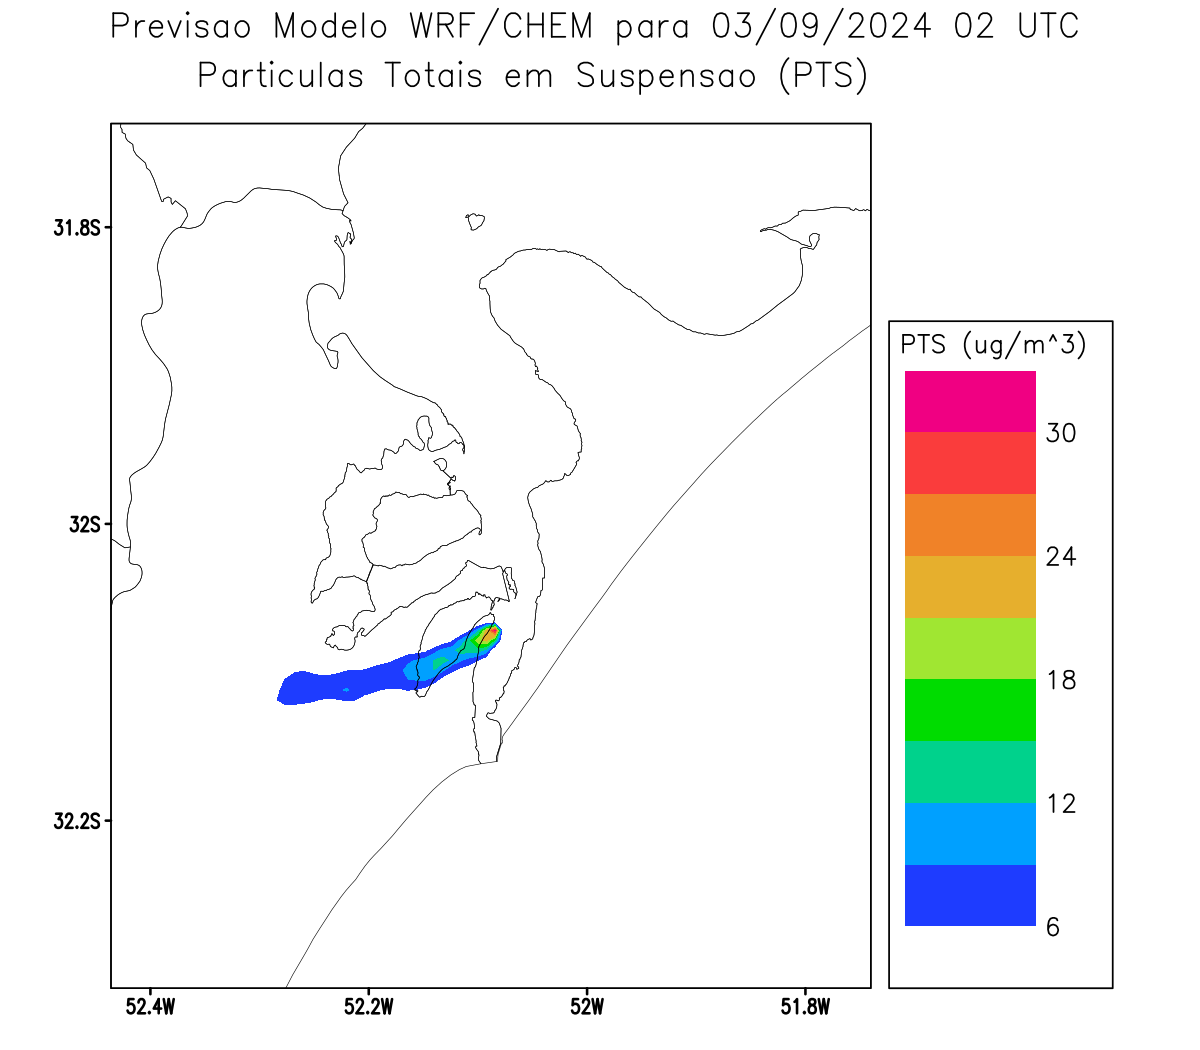 Previsao Modelo WRF/CHEM para 03/09/2024 02 UTC
Particulas Totais em Suspensao (PTS)
31.8S
32S
32.2S
52.4W
52.2W
52W
51.8W
PTS (ug/m^3)
30
24
18
12
6